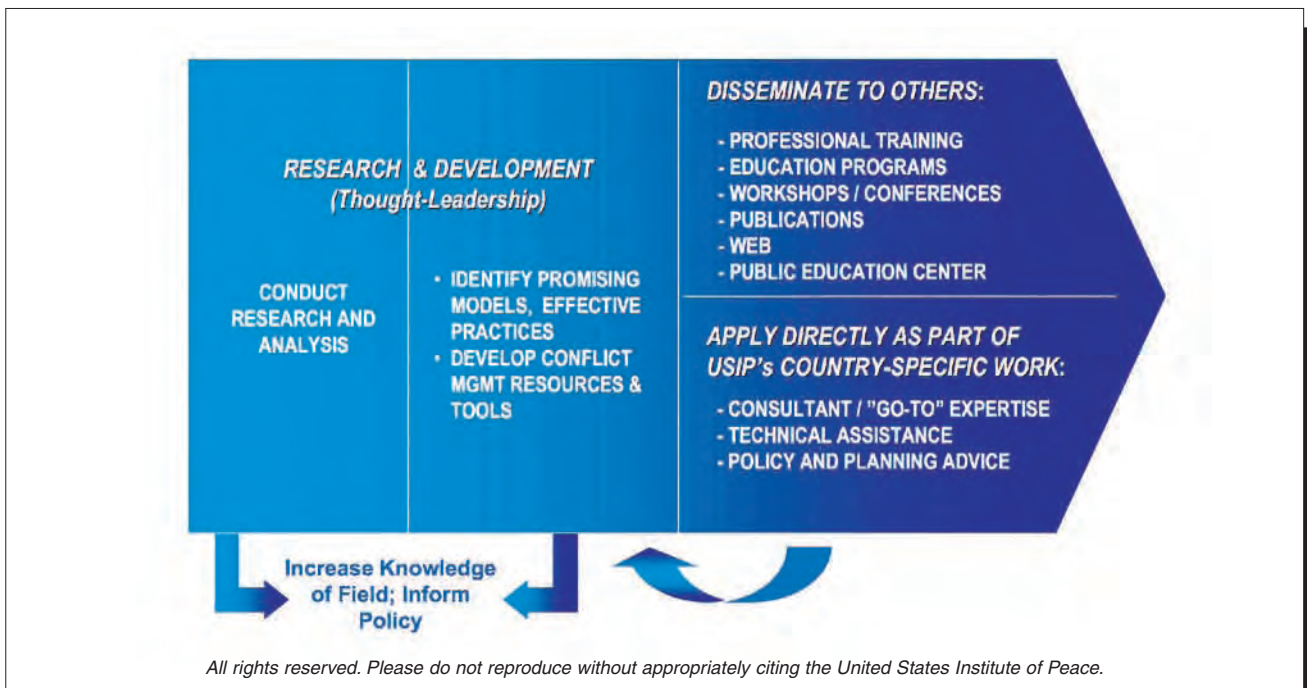 RESEARCH & DEVELOPMENT
(Thought-Leadership)
CONDUCT
RESEARCH AND
ANALYSIS
• IDENTIFY PROMISING
MODELS, EFFECTIVE
PRACTICES
• DEVELOP CONFLICT
MGMT RESOURCES &
TOOLS
DISSEMINATE TO OTHERS:
- PROFESSIONAL TRAINING
- EDUCATION PROGRAMS
- WORKSHOPS / CONFERENCES
- PUBLICATIONS
- WEB
- PUBLIC EDUCATION CENTER
APPLY DIRECTLY AS PART OF
USIP's COUNTRY-SPECIFIC WORK:
- CONSULTANT / "GO-TO" EXPERTISE
- TECHNICAL ASSISTANCE
- POLICY AND PLANNING ADVICE
Increase Knowledge
of Field; Inform
Policy
All rights reserved. Please do not reproduce without appropriately citing the United States Institute of Peace.